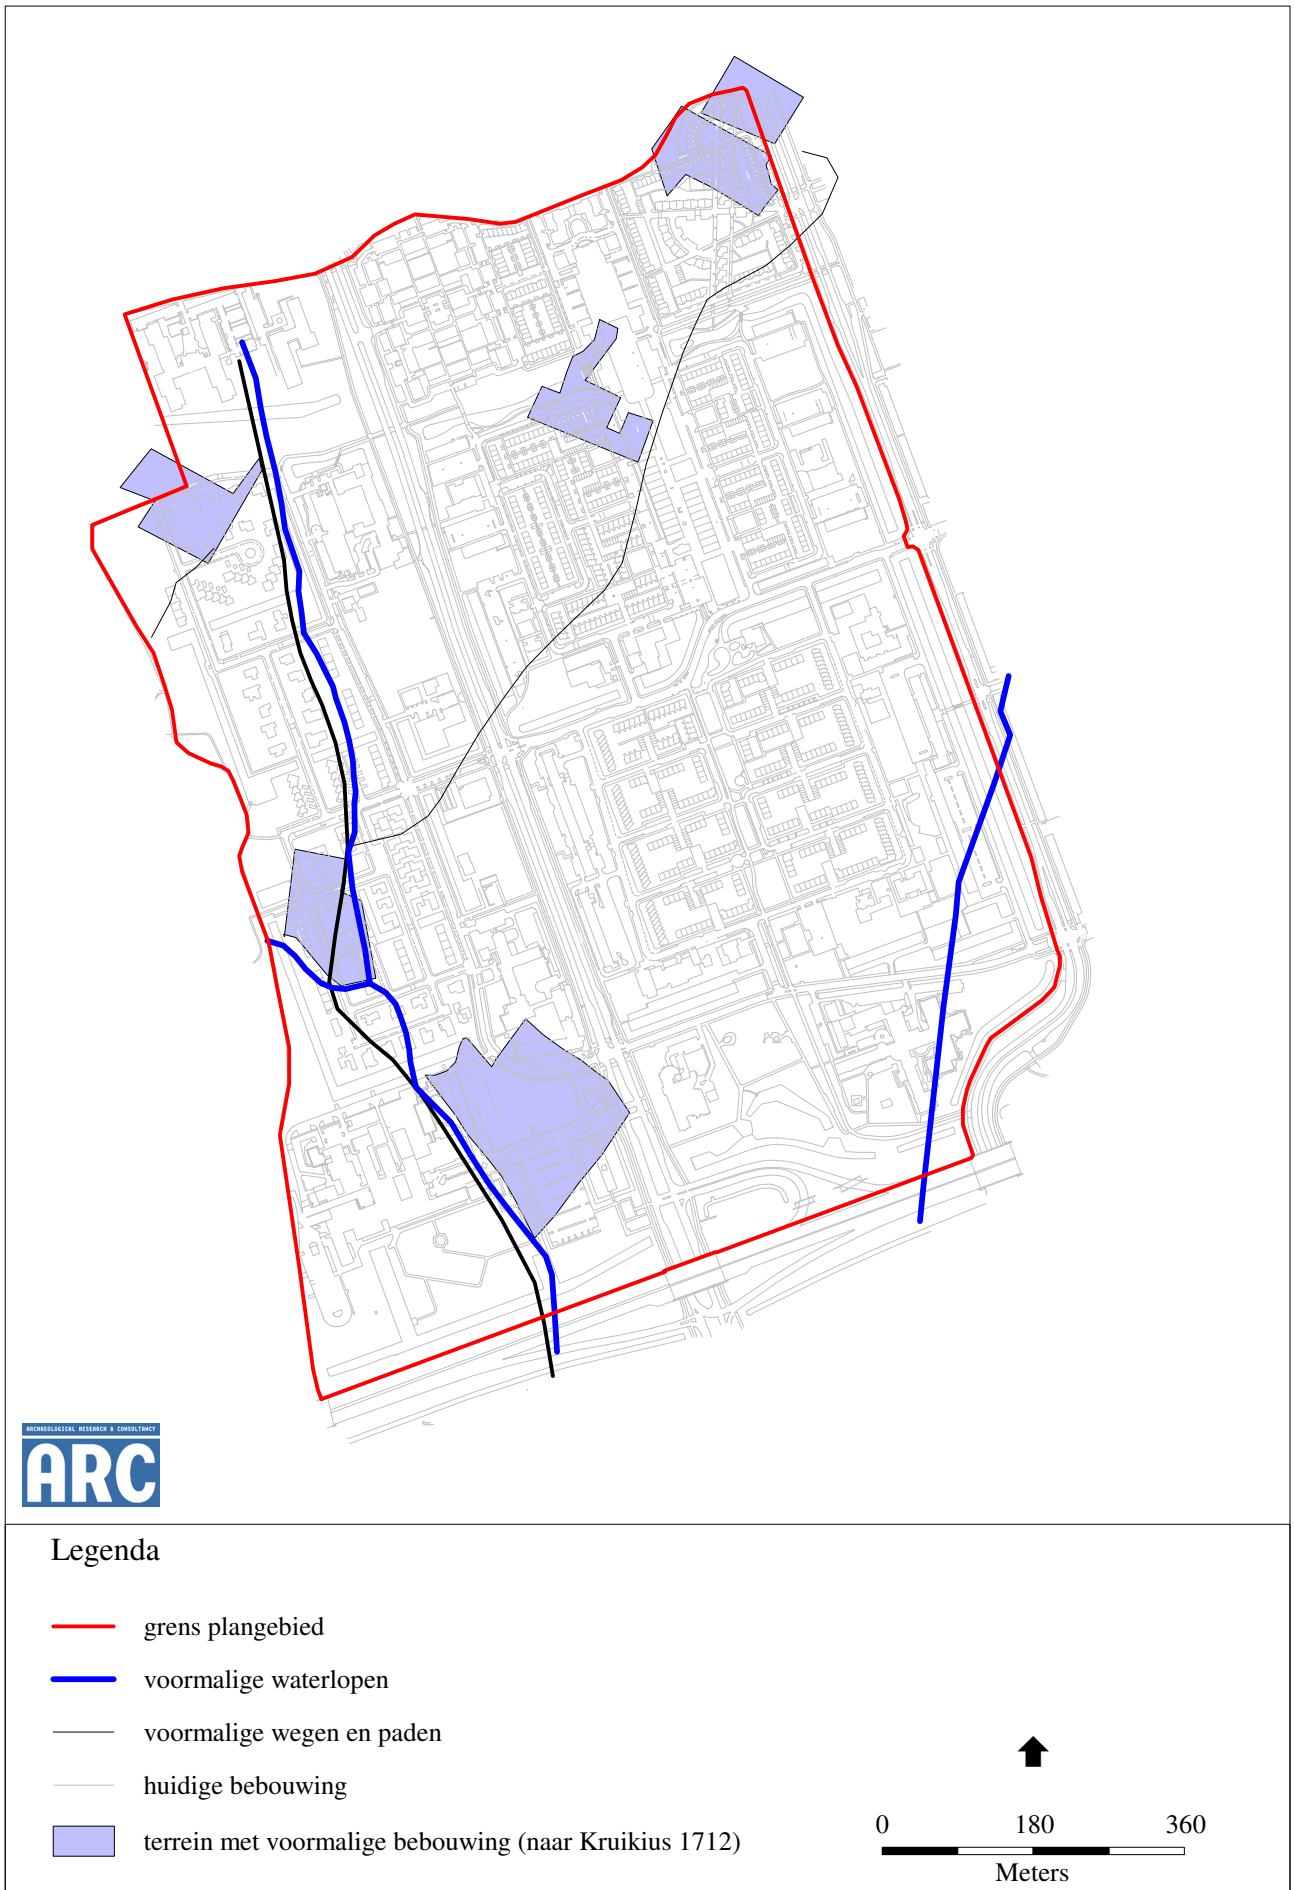 ARCHAEOLOGICAL RESEARCH & CONSULTANCY
ARC
Legenda
grens plangebied
voormalige waterlopen
voormalige wegen en paden
huidige bebouwing
terrein met voormalige bebouwing (naar Kruikius 1712)
0 180 360
Meters